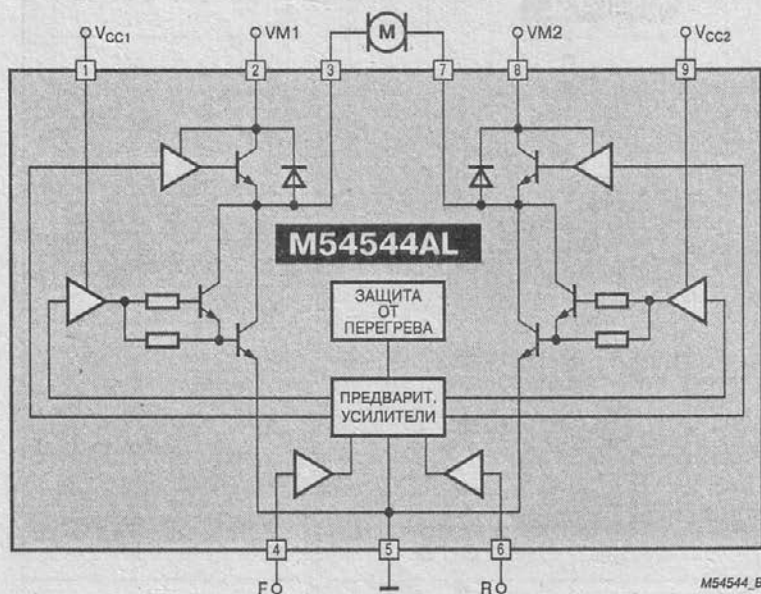 VCC1 VM1 M VM2 VCC2
1 2 3 7 8 9
M54544AL
ЗАЩИТА
ОТ
ПЕРЕГРЕВА
ПРЕДВАРИТ.
УСИЛИТЕЛИ
4 5 6
F R
M54544_B